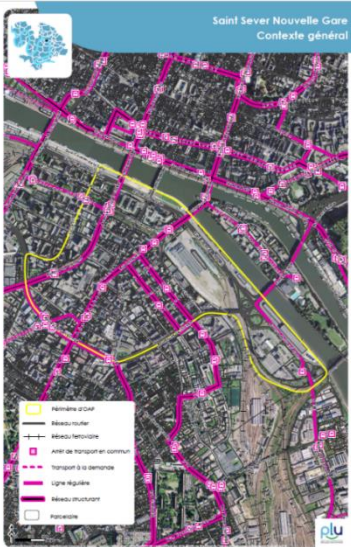 Saint Sever Nouvelle Gare
Contexte général
Périmètre d'OAP
Réseau routier
Réseau ferroviaire
Arrêt de transport en commun
Transport à la demande
Ligne régulière
Réseau structurant
Parcellaire
plu